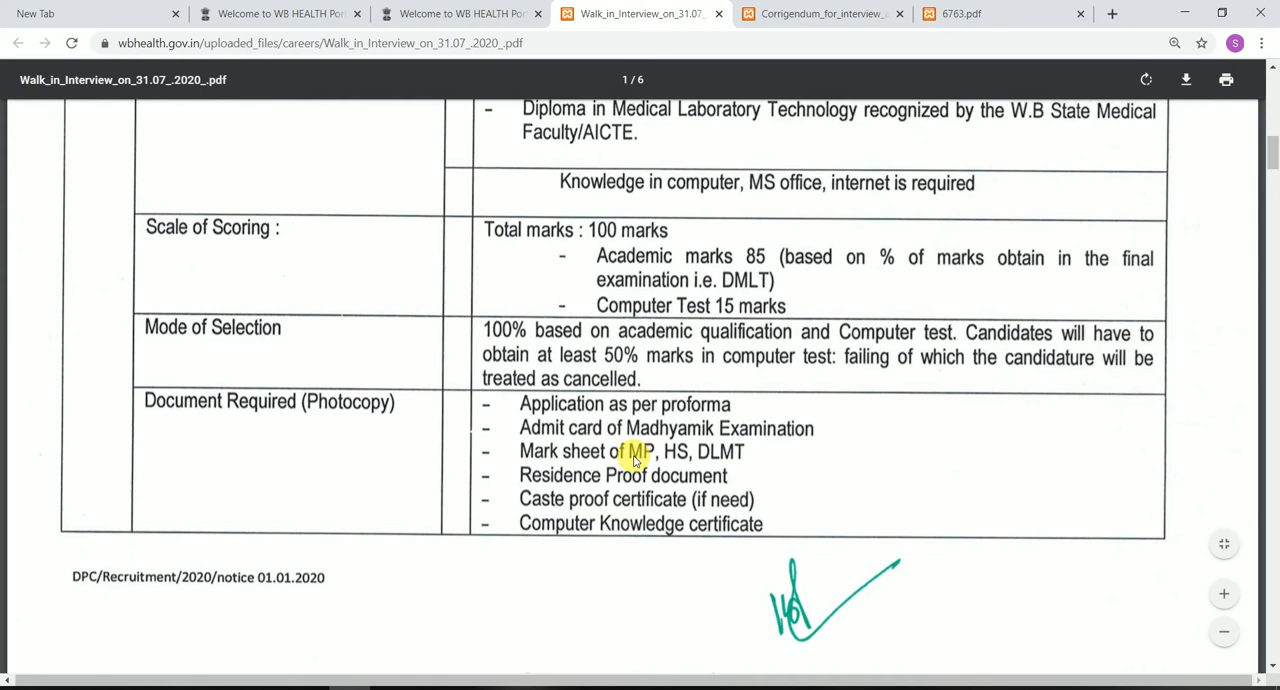 New Tab
Welcome to WB HEALTH Por
Welcome to WB HEALTH Por
Walk_in_Interview_on_31.07_
Corrigendum_for_interview_
6763.pdf
wbhealth.gov.in/uploaded_files/careers/Walk_in_Interview_on_31.07_.2020_.pdf
S
Walk_in_Interview_on_31.07_.2020_.pdf
1 / 6
- Diploma in Medical Laboratory Technology recognized by the W.B State Medical
Faculty/AICTE.
Knowledge in computer, MS office, internet is required
Scale of Scoring :
Total marks : 100 marks
- Academic marks 85 (based on % of marks obtain in the final
examination i.e. DMLT)
- Computer Test 15 marks
Mode of Selection
100% based on academic qualification and Computer test. Candidates will have to
obtain at least 50% marks in computer test: failing of which the candidature will be
treated as cancelled.
Document Required (Photocopy)
- Application as per proforma
- Admit card of Madhyamik Examination
- Mark sheet of MP, HS, DLMT
- Residence Proof document
- Caste proof certificate (if need)
- Computer Knowledge certificate
DPC/Recruitment/2020/notice 01.01.2020